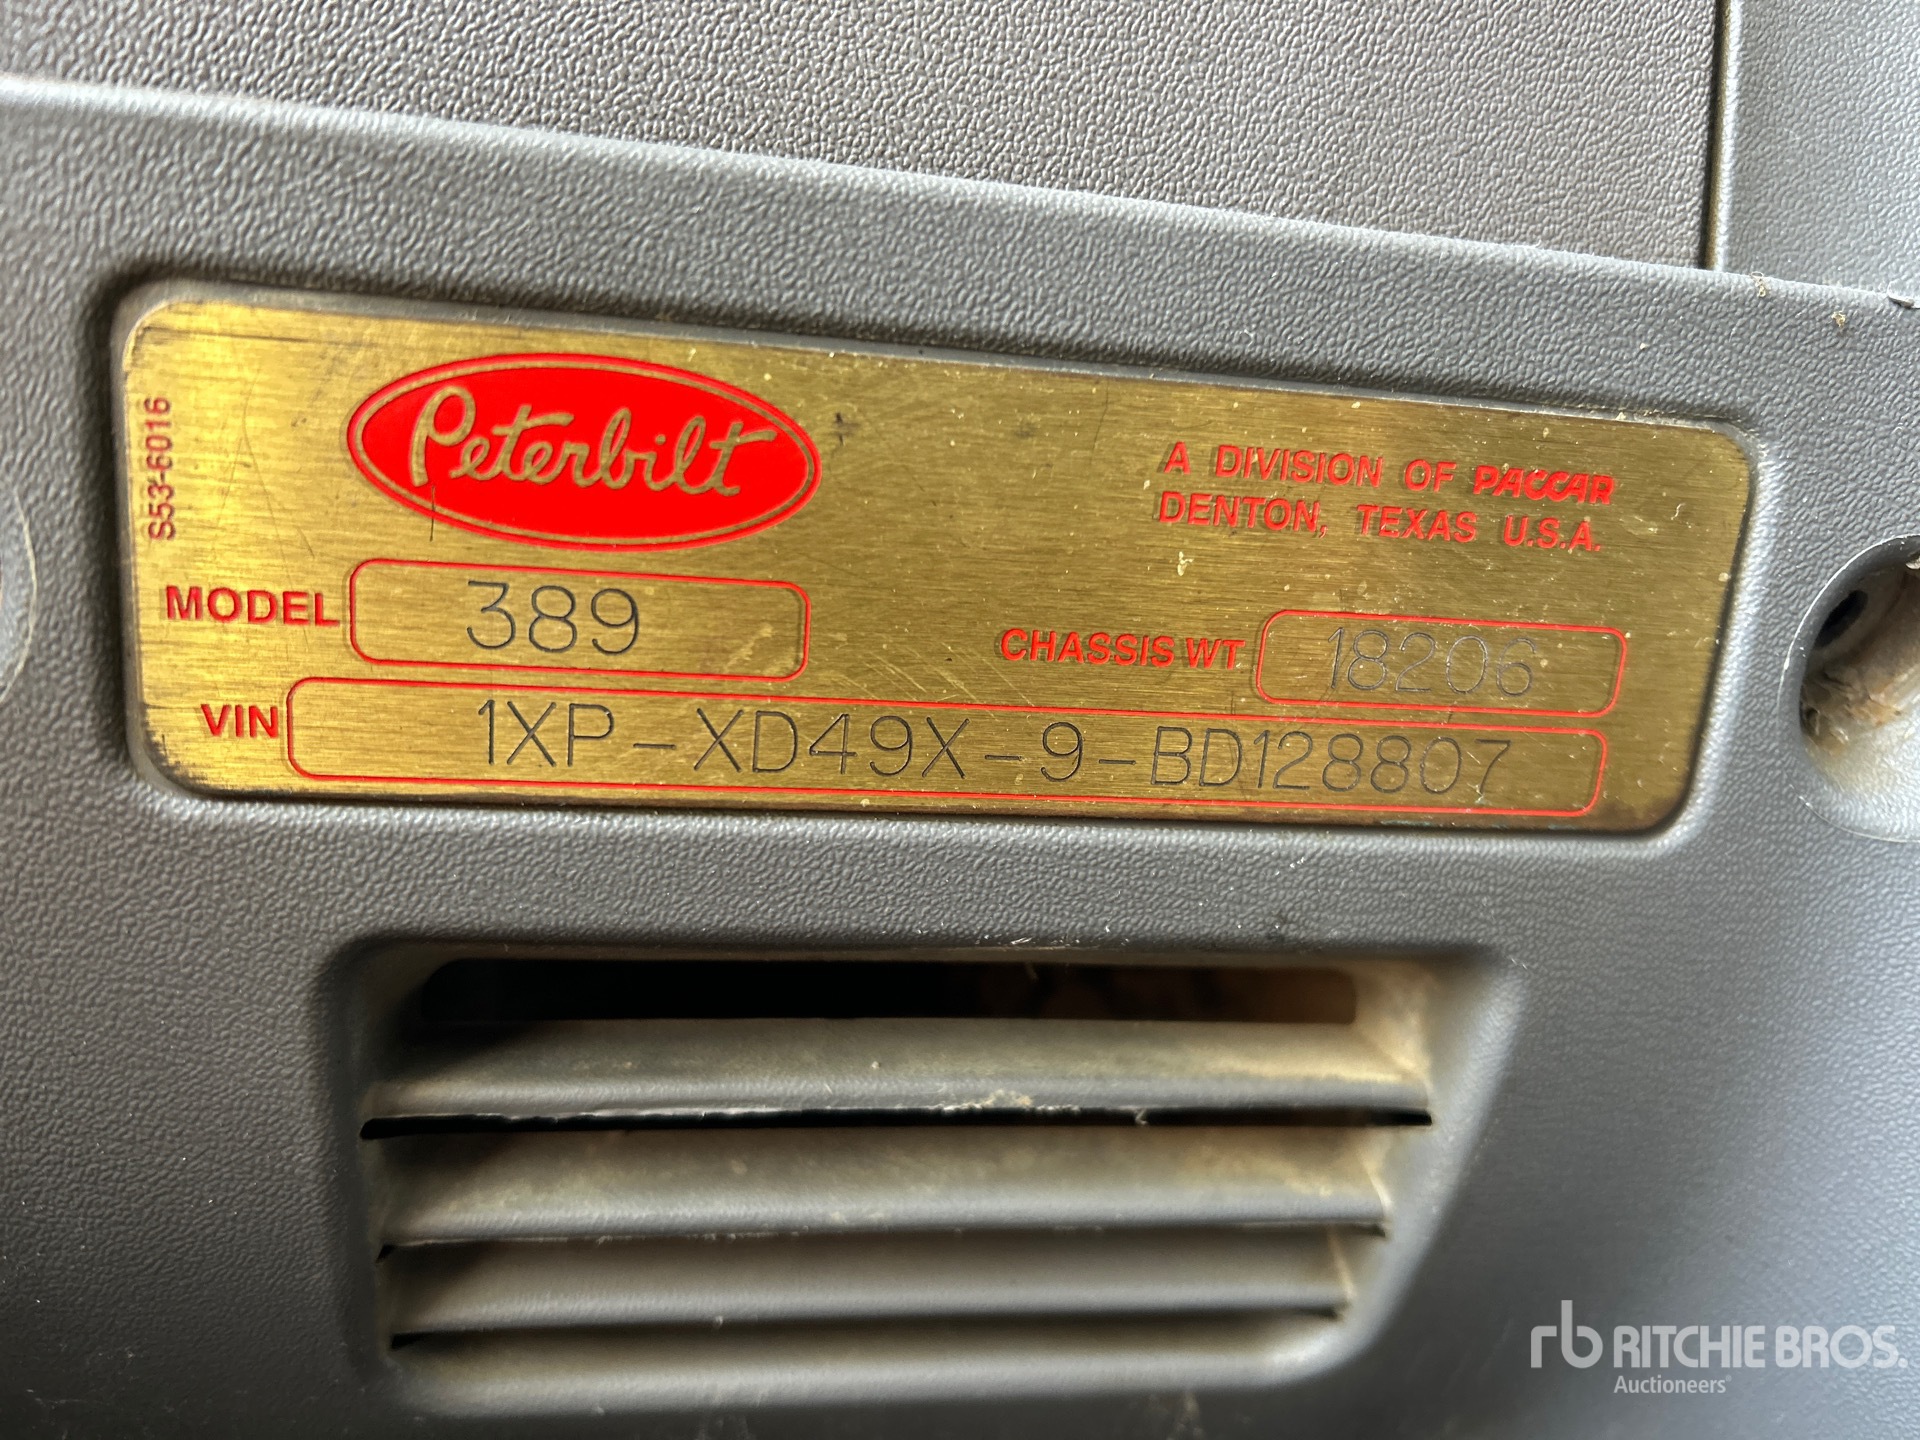 S53-6016
Peterbilt
A DIVISION OF PACCAR
DENTON, TEXAS U.S.A.
MODEL 389
CHASSIS WT 18206
VIN 1XP-XD49X-9-BD128807
rb RITCHIE BROS.
Auctioneers